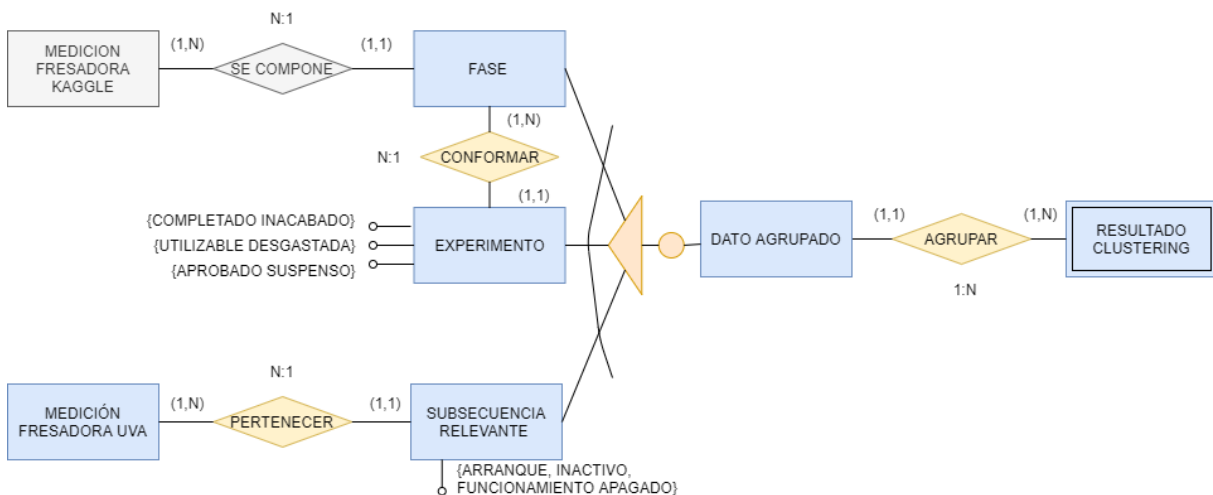 N:1
MEDICION
FRESADORA
KAGGLE
(1,N)
SE COMPONE
(1,1)
FASE
(1,N)
N:1
CONFORMAR
(1,1)
{COMPLETADO INACABADO}
{UTILIZABLE DESGASTADA}
{APROBADO SUSPENSO}
EXPERIMENTO
DATO AGRUPADO
(1,1)
AGRUPAR
(1,N)
1:N
RESULTADO
CLUSTERING
N:1
MEDICIÓN
FRESADORA UVA
(1,N)
PERTENECER
(1,1)
SUBSECUENCIA
RELEVANTE
{ARRANQUE, INACTIVO,
FUNCIONAMIENTO APAGADO}